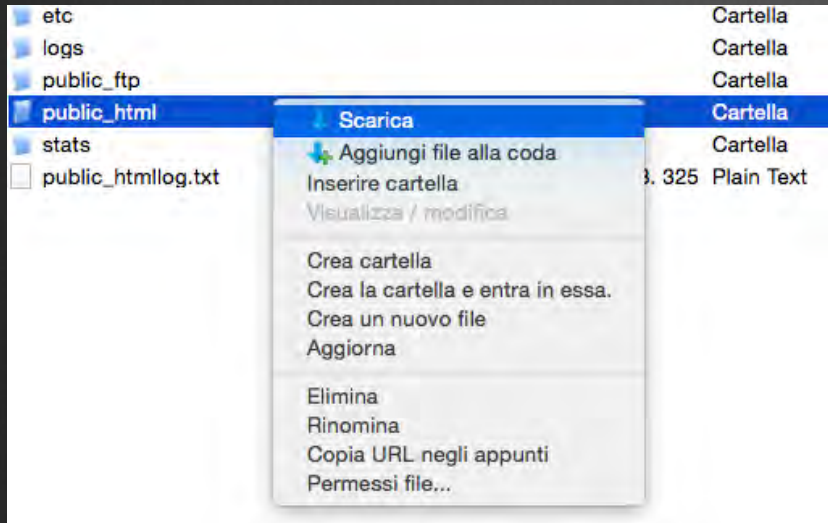 etc Cartella
logs Cartella
public_ftp Cartella
public_html Cartella
stats Cartella
public_htmllog.txt 3. 325 Plain Text
Scarica
Aggiungi file alla coda
Inserire cartella
Visualizza / modifica
Crea cartella
Crea la cartella e entra in essa.
Crea un nuovo file
Aggiorna
Elimina
Rinomina
Copia URL negli appunti
Permessi file...